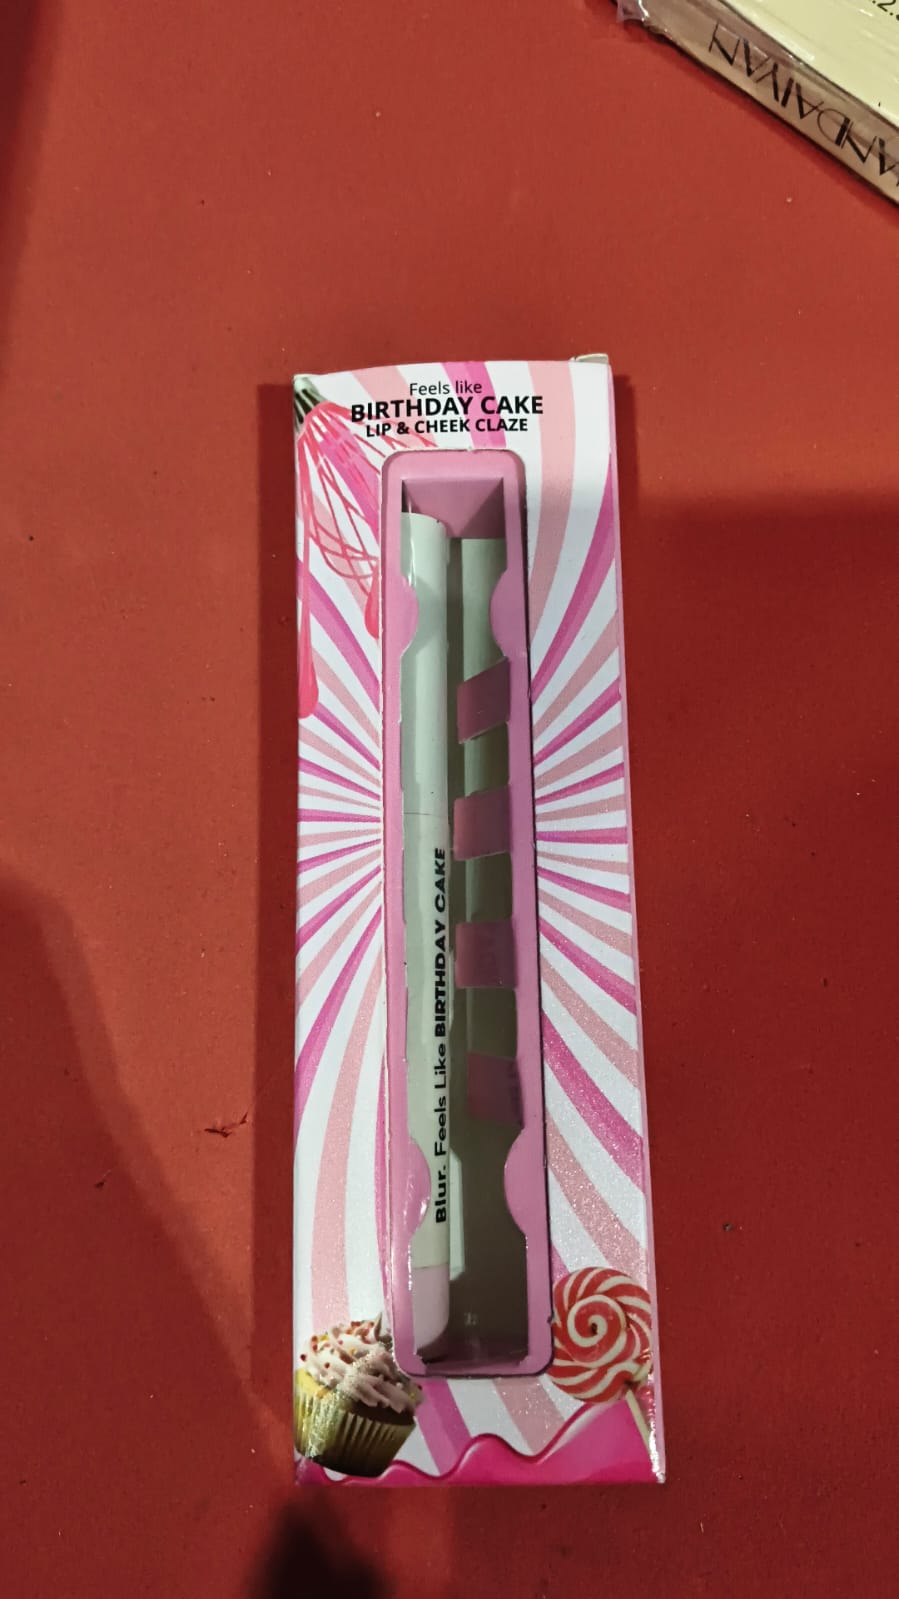 Feels like
BIRTHDAY CAKE
LIP & CHEEK CLAZE
Blur. Feels Like BIRTHDAY CAKE